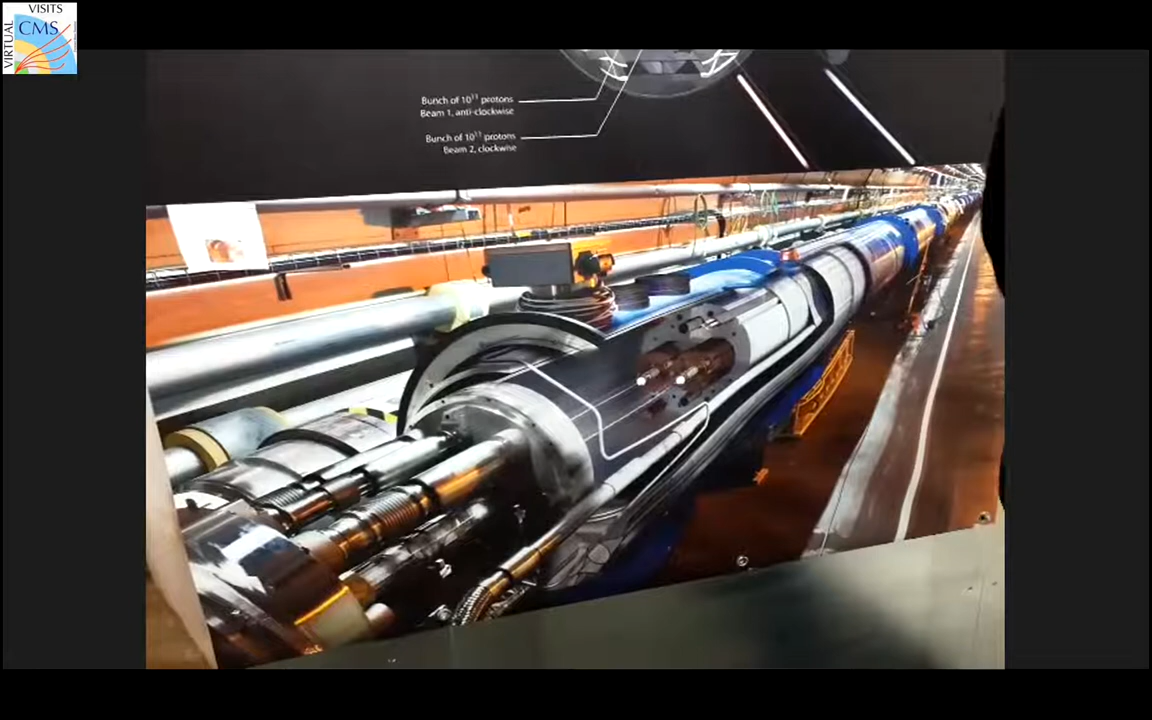 VISITS
CMS
VIRTUAL
Bunch of 10¹¹ protons
Beam 1, anti-clockwise
Bunch of 10¹¹ protons
Beam 2, clockwise